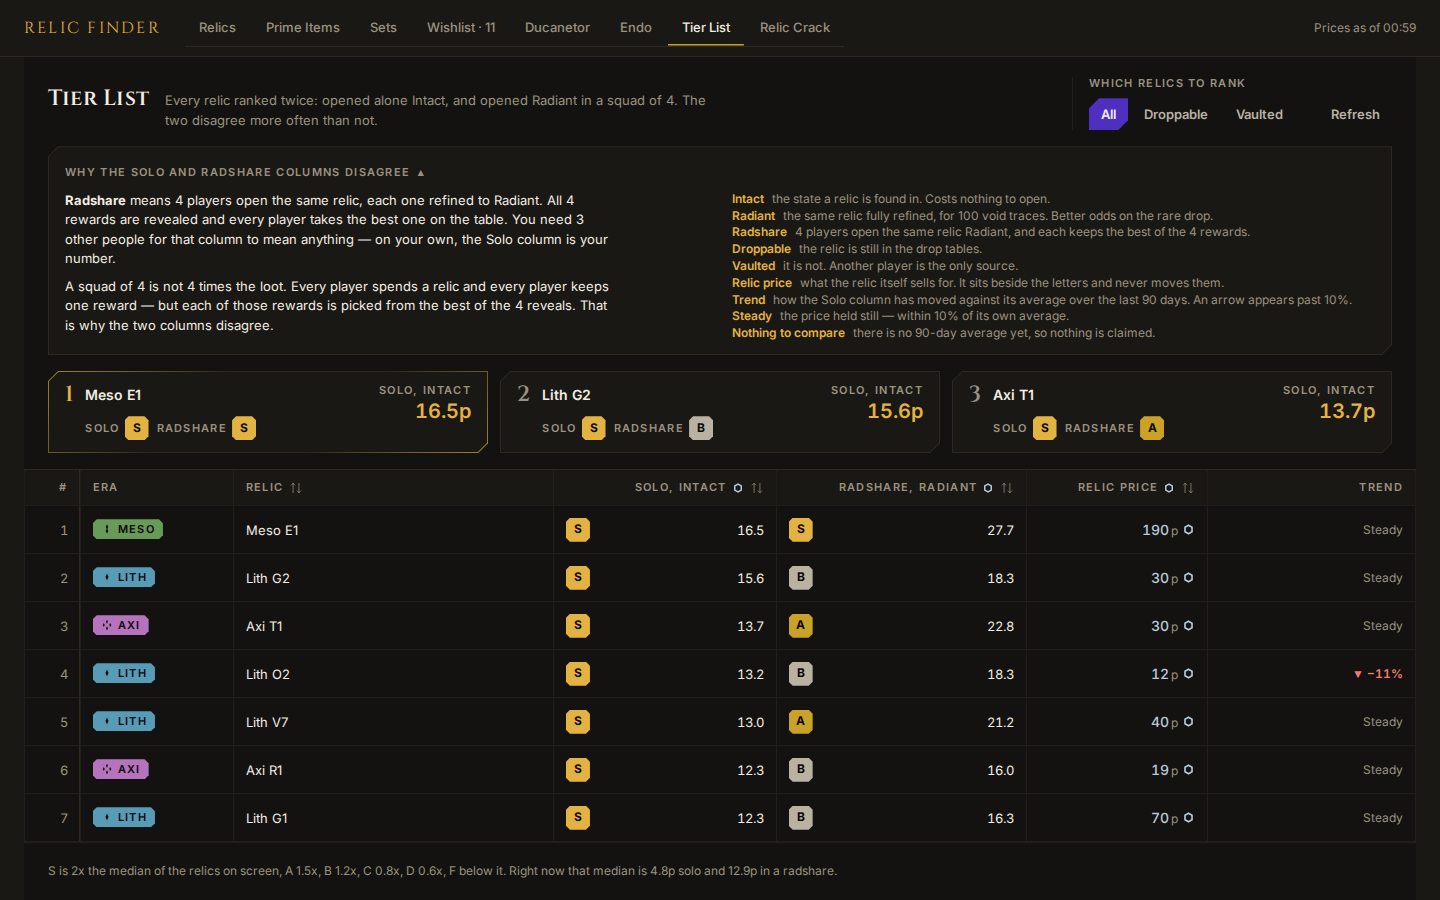 RELIC FINDER
Relics
Prime Items
Sets
Wishlist · 11
Ducanetor
Endo
Tier List
Relic Crack
Prices as of 00:59
TIER LIST
Every relic ranked twice: opened alone Intact, and opened Radiant in a squad of 4. The
two disagree more often than not.
WHICH RELICS TO RANK
All
Droppable
Vaulted
Refresh
WHY THE SOLO AND RADSHARE COLUMNS DISAGREE ▲
Radshare means 4 players open the same relic, each one refined to Radiant. All 4
rewards are revealed and every player takes the best one on the table. You need 3
other people for that column to mean anything — on your own, the Solo column is your
number.
A squad of 4 is not 4 times the loot. Every player spends a relic and every player keeps
one reward — but each of those rewards is picked from the best of the 4 reveals. That
is why the two columns disagree.
Intact the state a relic is found in. Costs nothing to open.
Radiant the same relic fully refined, for 100 void traces. Better odds on the rare drop.
Radshare 4 players open the same relic Radiant, and each keeps the best of the 4 rewards.
Droppable the relic is still in the drop tables.
Vaulted it is not. Another player is the only source.
Relic price what the relic itself sells for. It sits beside the letters and never moves them.
Trend how the Solo column has moved against its average over the last 90 days. An arrow appears past 10%.
Steady the price held still — within 10% of its own average.
Nothing to compare there is no 90-day average yet, so nothing is claimed.
1 Meso E1 SOLO, INTACT
16.5p
SOLO S RADSHARE S
2 Lith G2 SOLO, INTACT
15.6p
SOLO S RADSHARE B
3 Axi T1 SOLO, INTACT
13.7p
SOLO S RADSHARE A
# ERA RELIC SOLO, INTACT RADSHARE, RADIANT RELIC PRICE TREND
1 MESO Meso E1 S 16.5 S 27.7 190 p Steady
2 LITH Lith G2 S 15.6 B 18.3 30 p Steady
3 AXI Axi T1 S 13.7 A 22.8 30 p Steady
4 LITH Lith O2 S 13.2 B 18.3 12 p ▼ −11%
5 LITH Lith V7 S 13.0 A 21.2 40 p Steady
6 AXI Axi R1 S 12.3 B 16.0 19 p Steady
7 LITH Lith G1 S 12.3 B 16.3 70 p Steady
S is 2x the median of the relics on screen, A 1.5x, B 1.2x, C 0.8x, D 0.6x, F below it. Right now that median is 4.8p solo and 12.9p in a radshare.